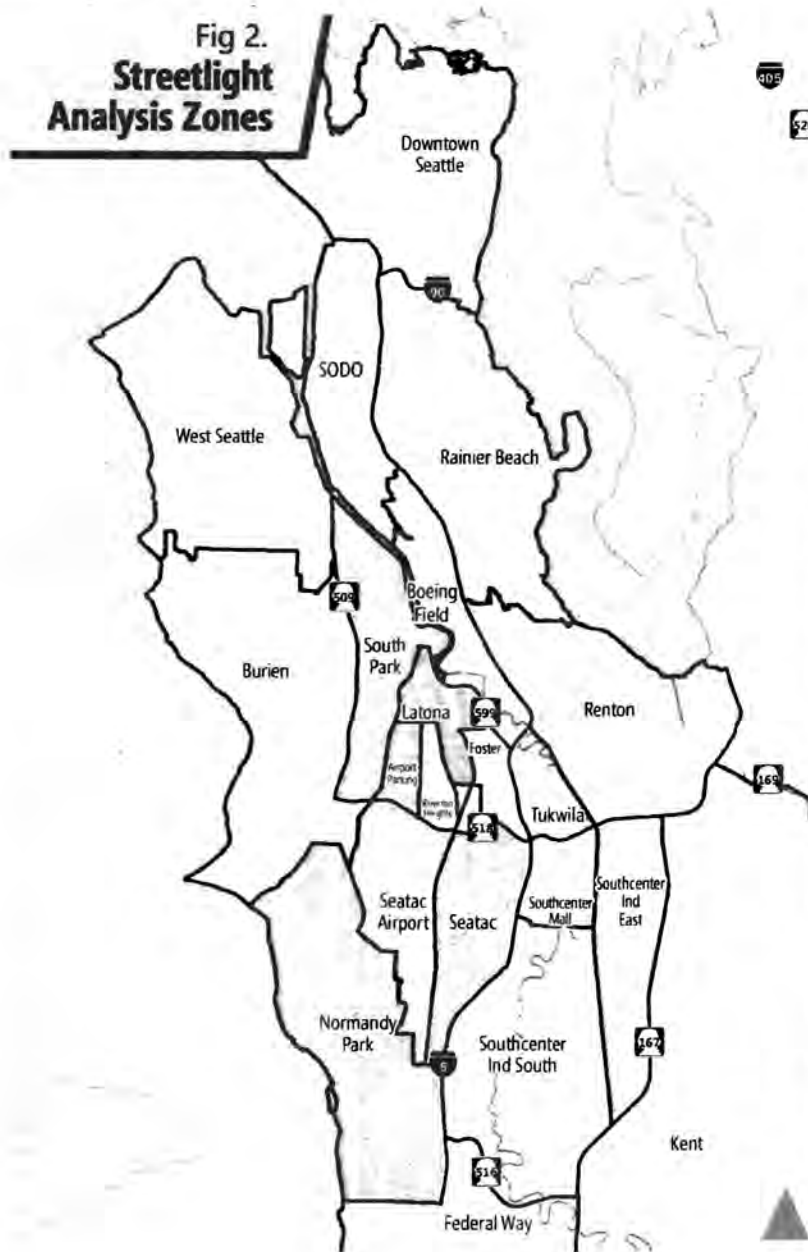 Fig 2.
Streetlight
Analysis Zones
405
Downtown
Seattle
90
SODO
West Seattle
Rainier Beach
509
Boeing
Field
South
Park
Burien
Latona
599
Renton
Foster
Airport
169
Tukwila
Heights
518
Southcenter
Ind
East
Seatac
Airport
Seatac
Southcenter
Mall
Normandy
Park
Southcenter
Ind South
5
167
Kent
516
Federal Way